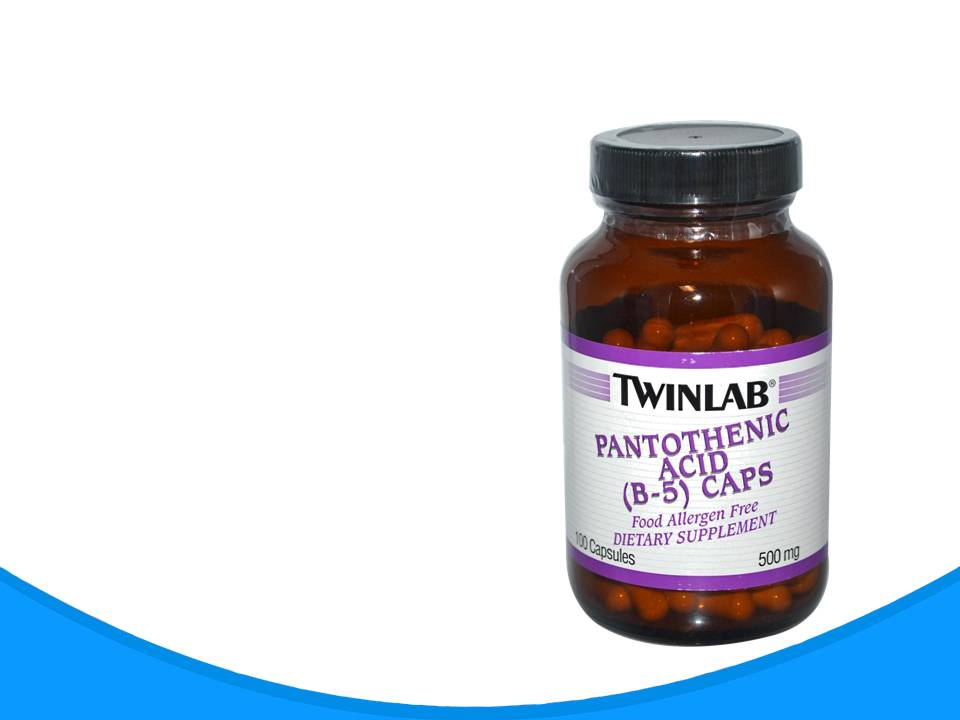 TWINLAB®
PANTOTHENIC
ACID
(B-5) CAPS
Food Allergen Free
DIETARY SUPPLEMENT
100 Capsules
500 mg